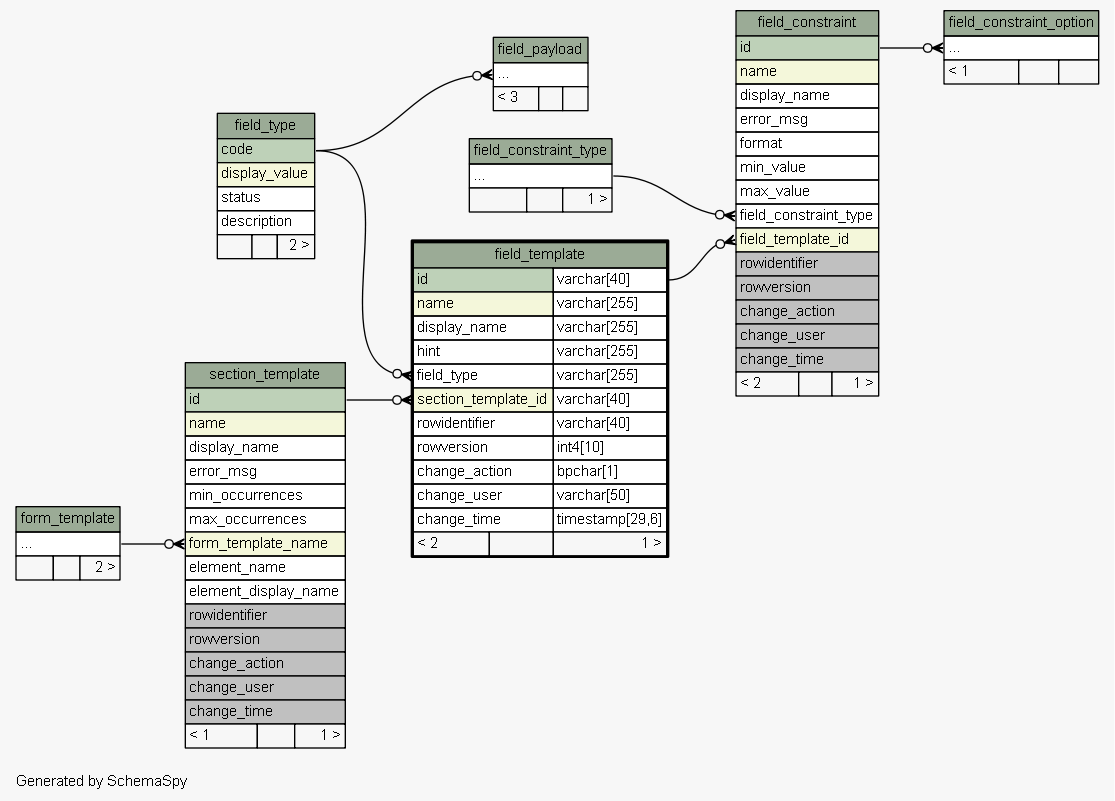 field_constraint
id
name
display_name
error_msg
format
min_value
max_value
field_constraint_type
field_template_id
rowidentifier
rowversion
change_action
change_user
change_time
< 2 1 >
field_constraint_option
...
< 1
field_payload
...
< 3
field_type
code
display_value
status
description
2 >
field_constraint_type
...
1 >
field_template
id varchar[40]
name varchar[255]
display_name varchar[255]
hint varchar[255]
field_type varchar[255]
section_template_id varchar[40]
rowidentifier varchar[40]
rowversion int4[10]
change_action bpchar[1]
change_user varchar[50]
change_time timestamp[29,6]
< 2 1 >
section_template
id
name
display_name
error_msg
min_occurrences
max_occurrences
form_template_name
element_name
element_display_name
rowidentifier
rowversion
change_action
change_user
change_time
< 1 1 >
form_template
...
2 >
Generated by SchemaSpy